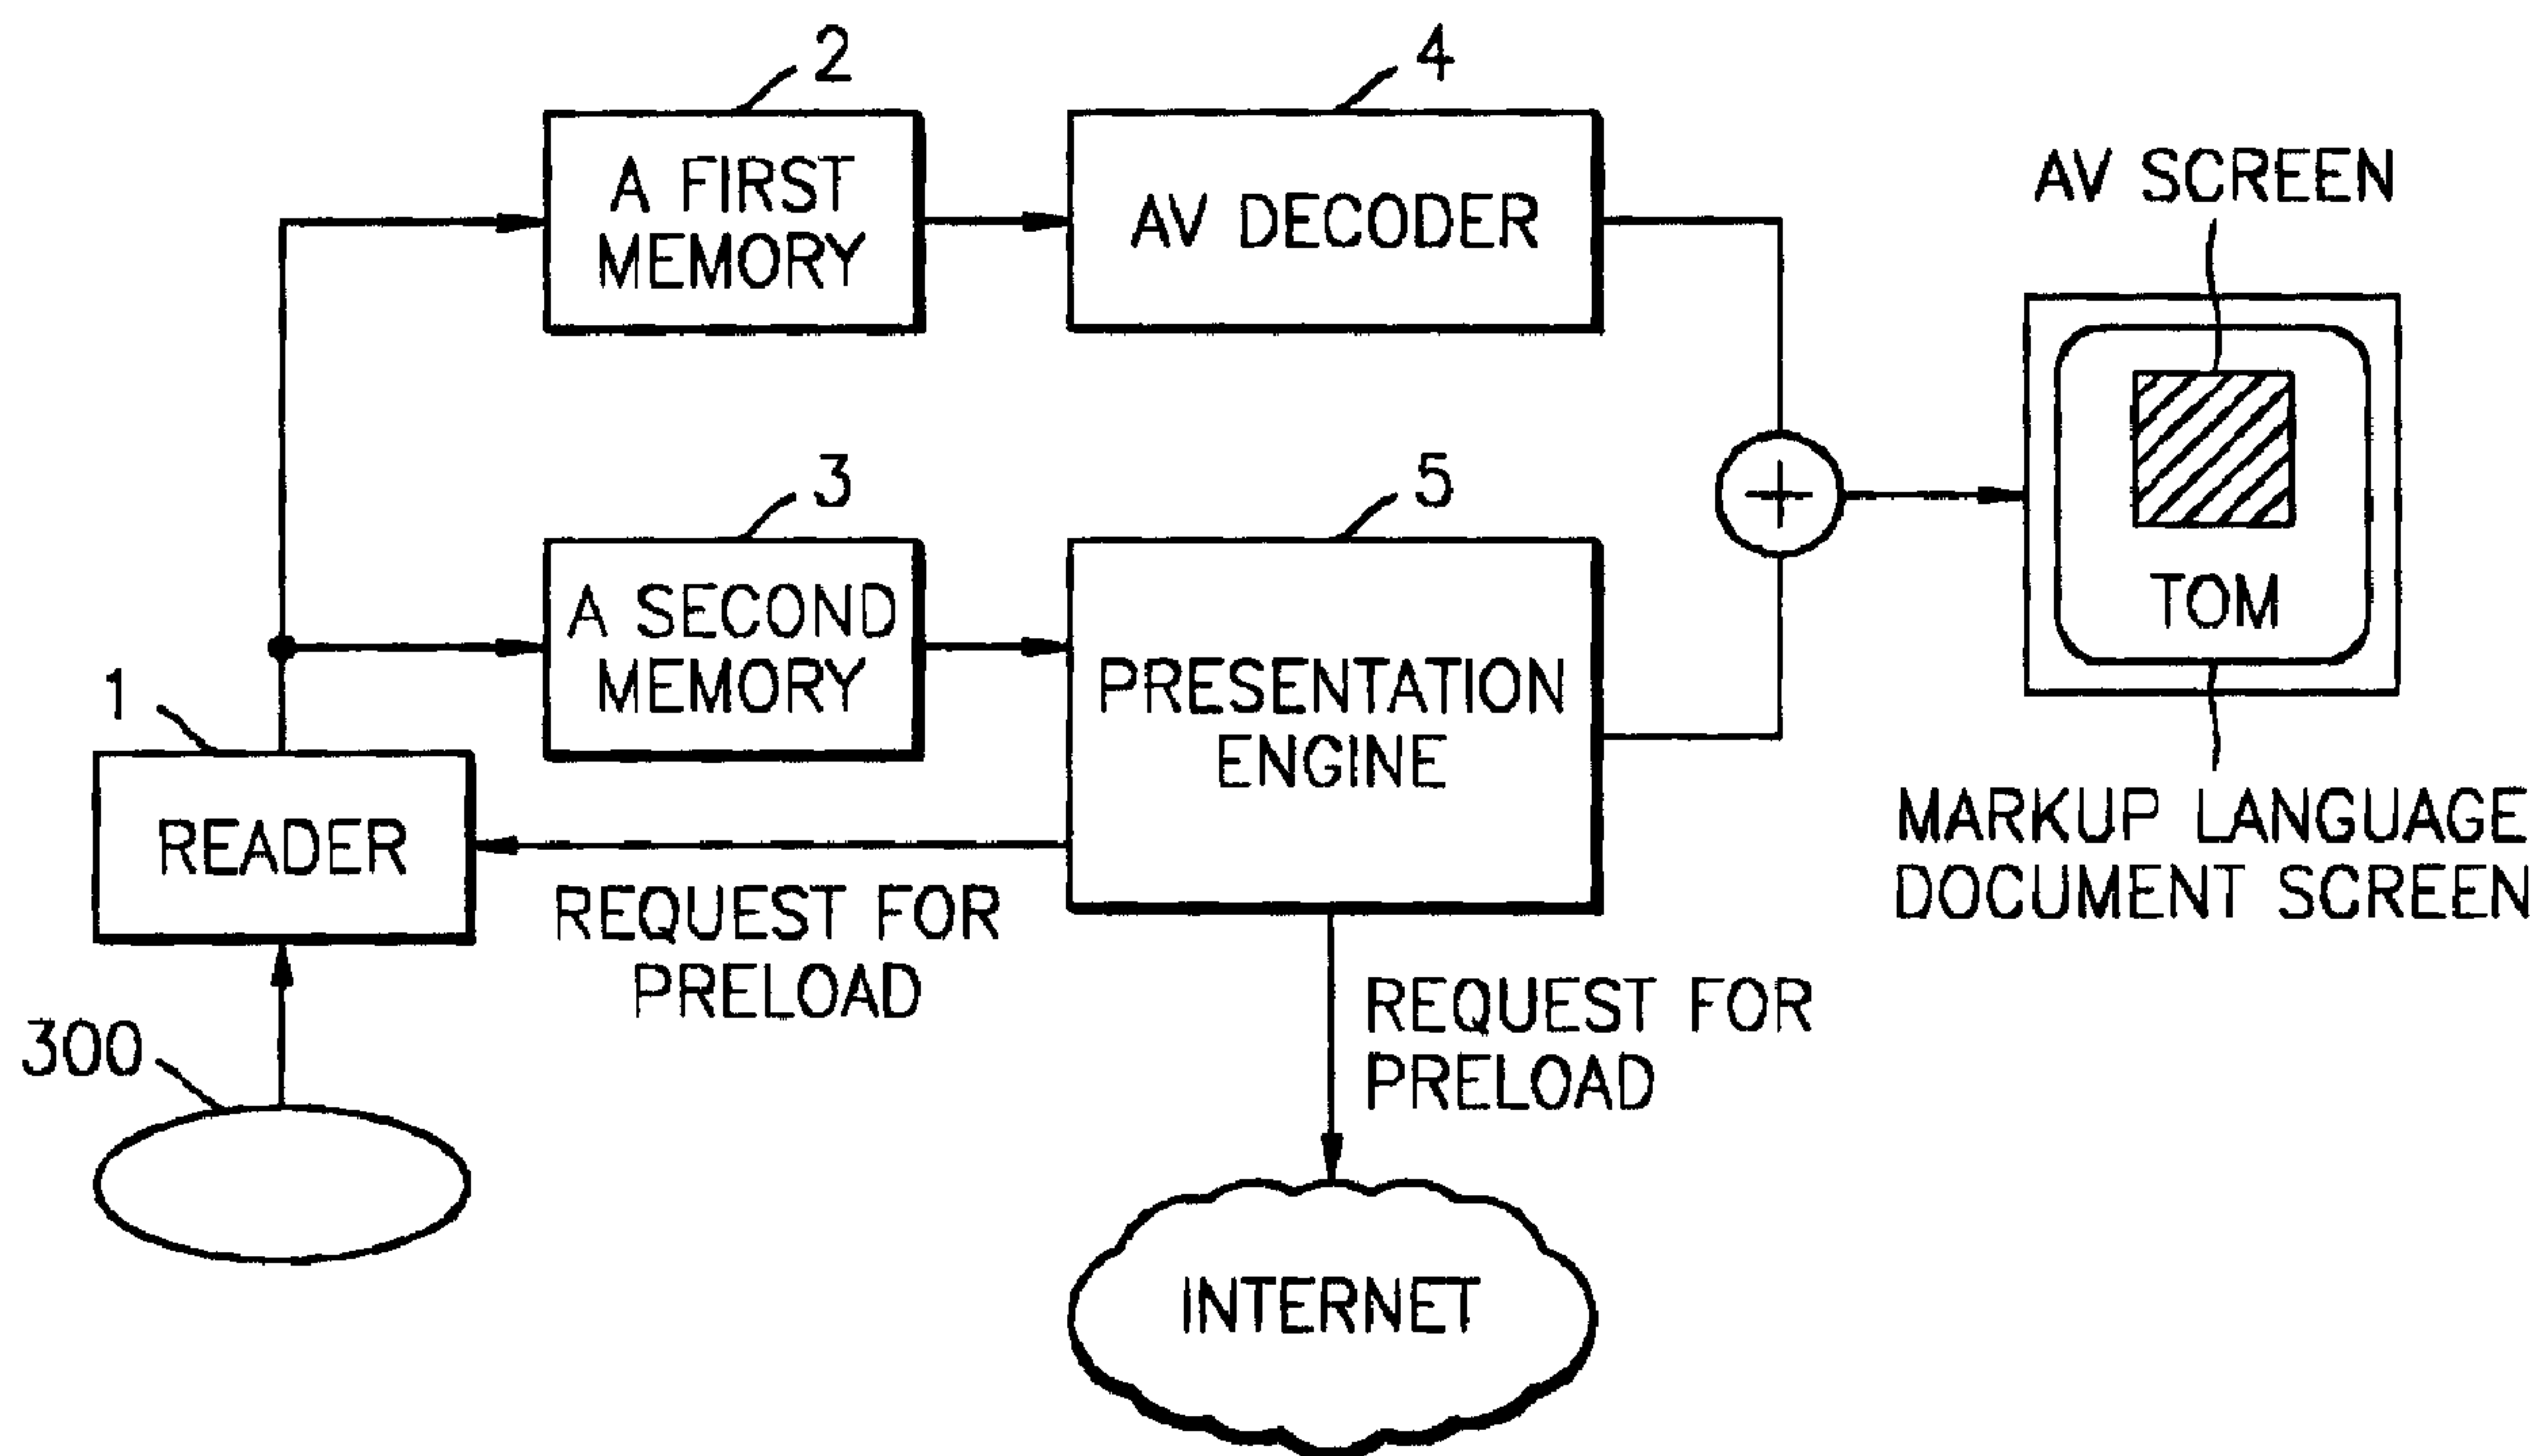 2
A FIRST
MEMORY
4
AV DECODER
AV SCREEN
TOM
MARKUP LANGUAGE
DOCUMENT SCREEN
3
A SECOND
MEMORY
5
PRESENTATION
ENGINE
+
1
READER
REQUEST FOR
PRELOAD
REQUEST FOR
PRELOAD
300
INTERNET